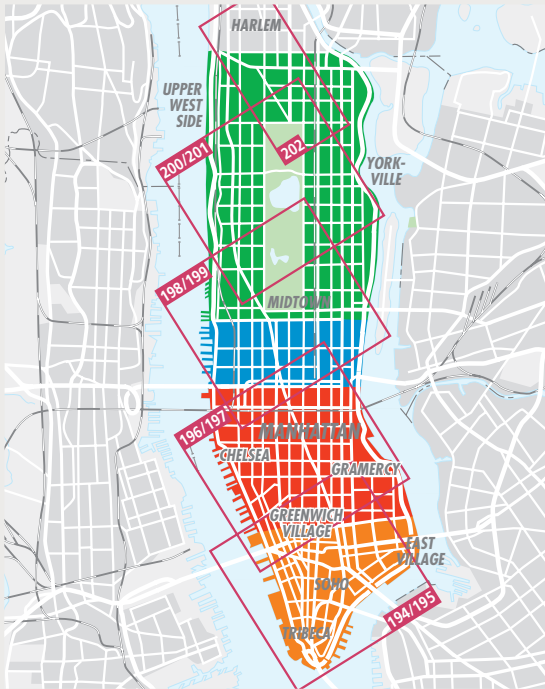 HARLEM
UPPER
WEST
SIDE
200/201
202
YORK-
VILLE
198/199
MIDTOWN
196/197
MANHATTAN
CHELSEA
GRAMERCY
GREENWICH
VILLAGE
EAST
VILLAGE
SOHO
194/195
TRIBECA